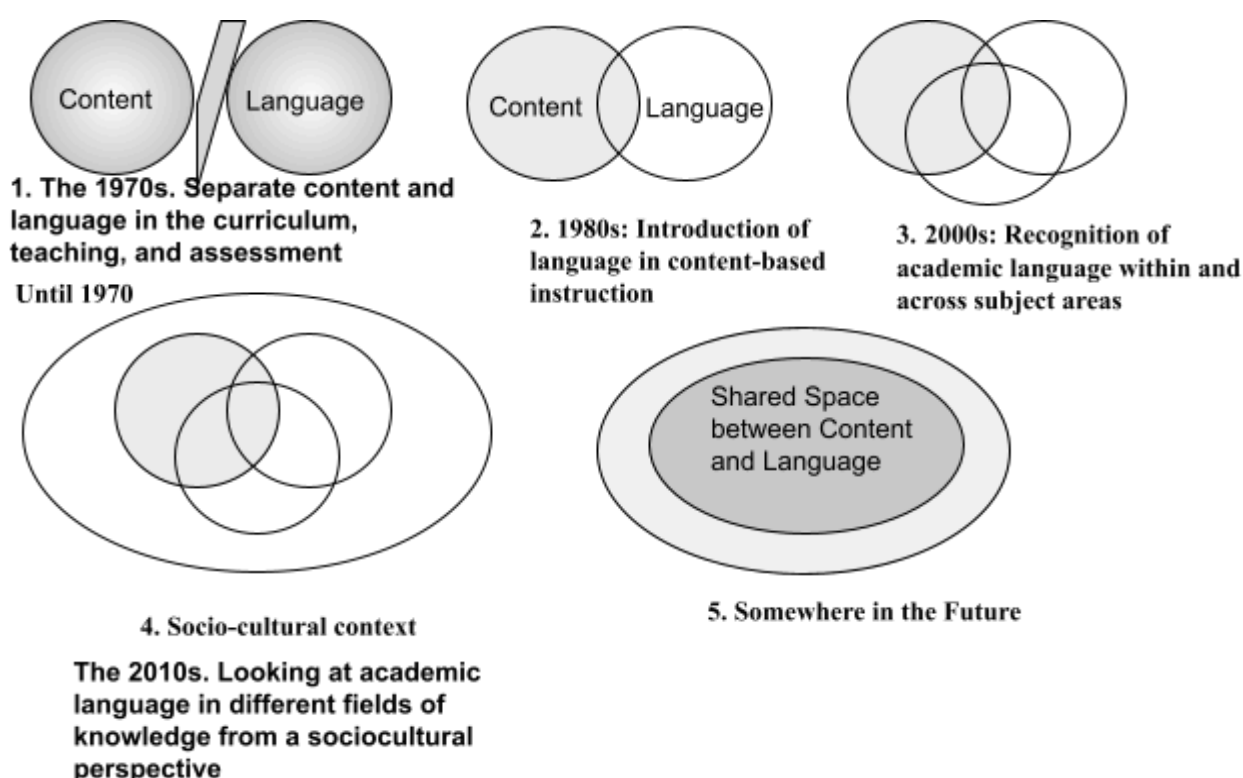 Content
Language
1. The 1970s. Separate content and
language in the curriculum,
teaching, and assessment
Until 1970
Content
Language
2. 1980s: Introduction of
language in content-based
instruction
3. 2000s: Recognition of
academic language within and
across subject areas
4. Socio-cultural context
The 2010s. Looking at academic
language in different fields of
knowledge from a sociocultural
perspective
Shared Space
between Content
and Language
5. Somewhere in the Future